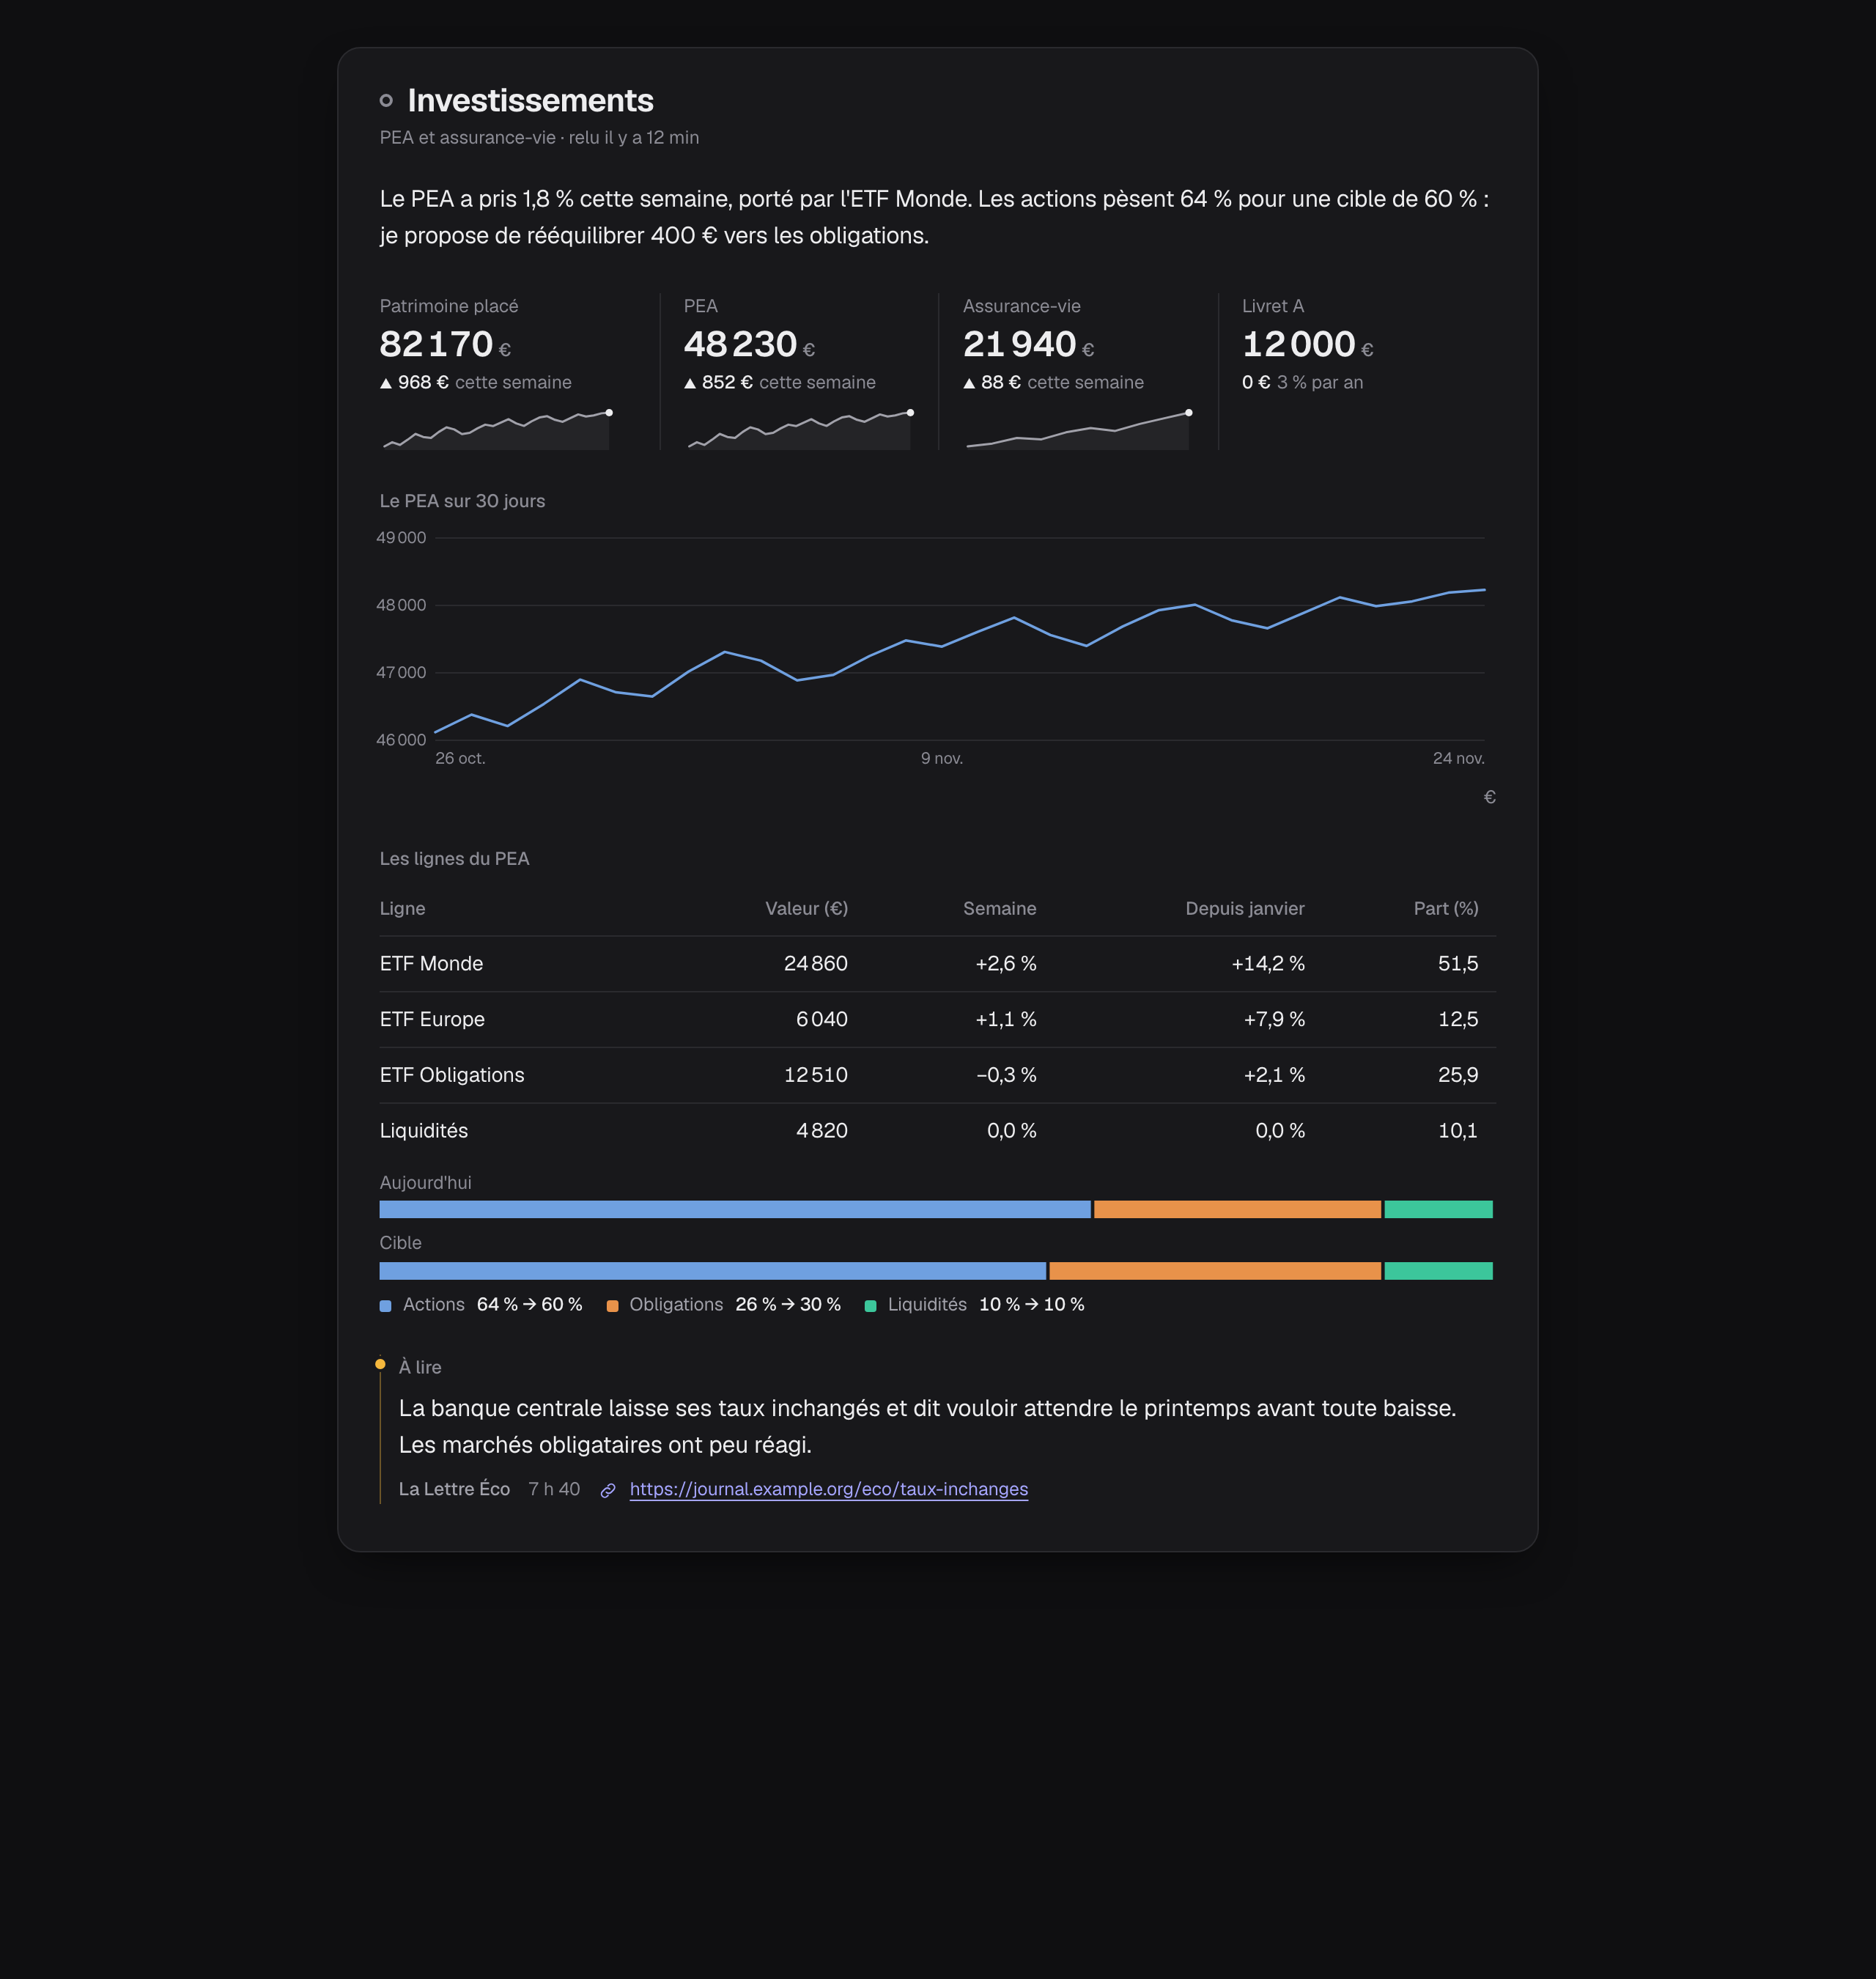 Investissements
PEA et assurance-vie · relu il y a 12 min
Le PEA a pris 1,8 % cette semaine, porté par l'ETF Monde. Les actions pèsent 64 % pour une cible de 60 % :
je propose de rééquilibrer 400 € vers les obligations.
Patrimoine placé
82 170 €
▲ 968 € cette semaine
PEA
48 230 €
▲ 852 € cette semaine
Assurance-vie
21 940 €
▲ 88 € cette semaine
Livret A
12 000 €
0 € 3 % par an
Le PEA sur 30 jours
49 000
48 000
47 000
46 000
26 oct. 9 nov. 24 nov.
€
Les lignes du PEA
Ligne Valeur (€) Semaine Depuis janvier Part (%)
ETF Monde 24 860 +2,6 % +14,2 % 51,5
ETF Europe 6 040 +1,1 % +7,9 % 12,5
ETF Obligations 12 510 −0,3 % +2,1 % 25,9
Liquidités 4 820 0,0 % 0,0 % 10,1
Aujourd'hui
Cible
Actions 64 % → 60 % Obligations 26 % → 30 % Liquidités 10 % → 10 %
À lire
La banque centrale laisse ses taux inchangés et dit vouloir attendre le printemps avant toute baisse.
Les marchés obligataires ont peu réagi.
La Lettre Éco 7 h 40 https://journal.example.org/eco/taux-inchanges